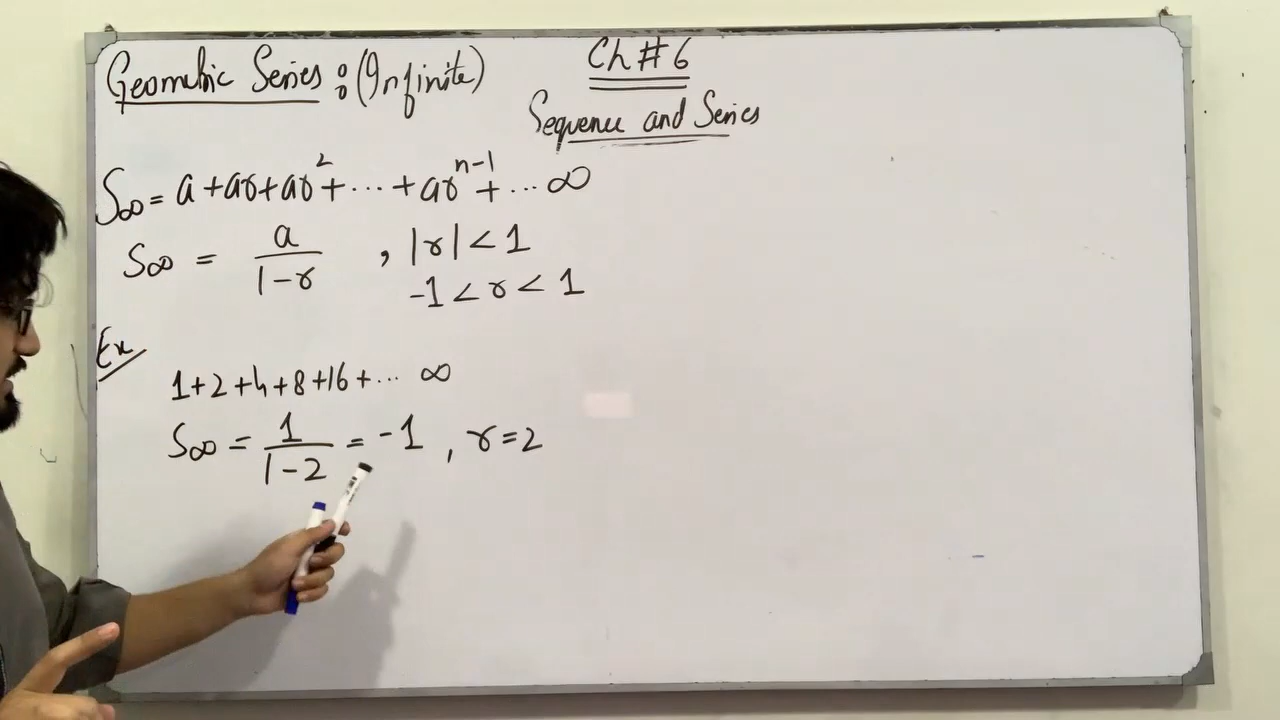 Geometric Series : (Infinite)
Ch # 6
Sequence and Series
S∞ = a + ar + ar² + ... + ar^(n-1) + ... ∞
S∞ = a/(1-r) , |r| < 1
-1 < r < 1
Ex
1+2+4+8+16+... ∞
S∞ = 1/(1-2) = -1 , r=2